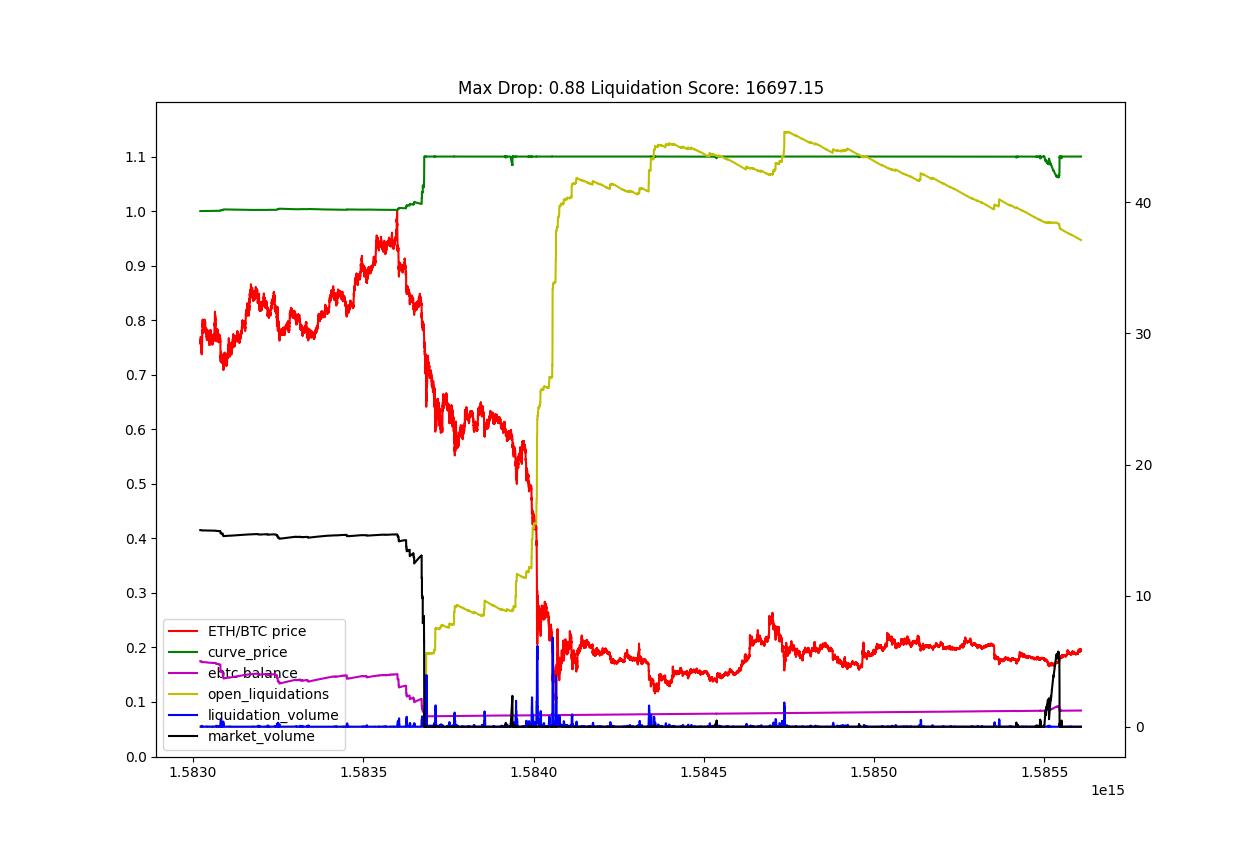 Max Drop: 0.88 Liquidation Score: 16697.15
1.1
1.0
0.9
0.8
0.7
0.6
0.5
0.4
0.3
0.2
0.1
0.0
40
30
20
10
0
ETH/BTC price
curve_price
ebtc balance
open_liquidations
liquidation_volume
market_volume
1.5830 1.5835 1.5840 1.5845 1.5850 1.5855
1e15